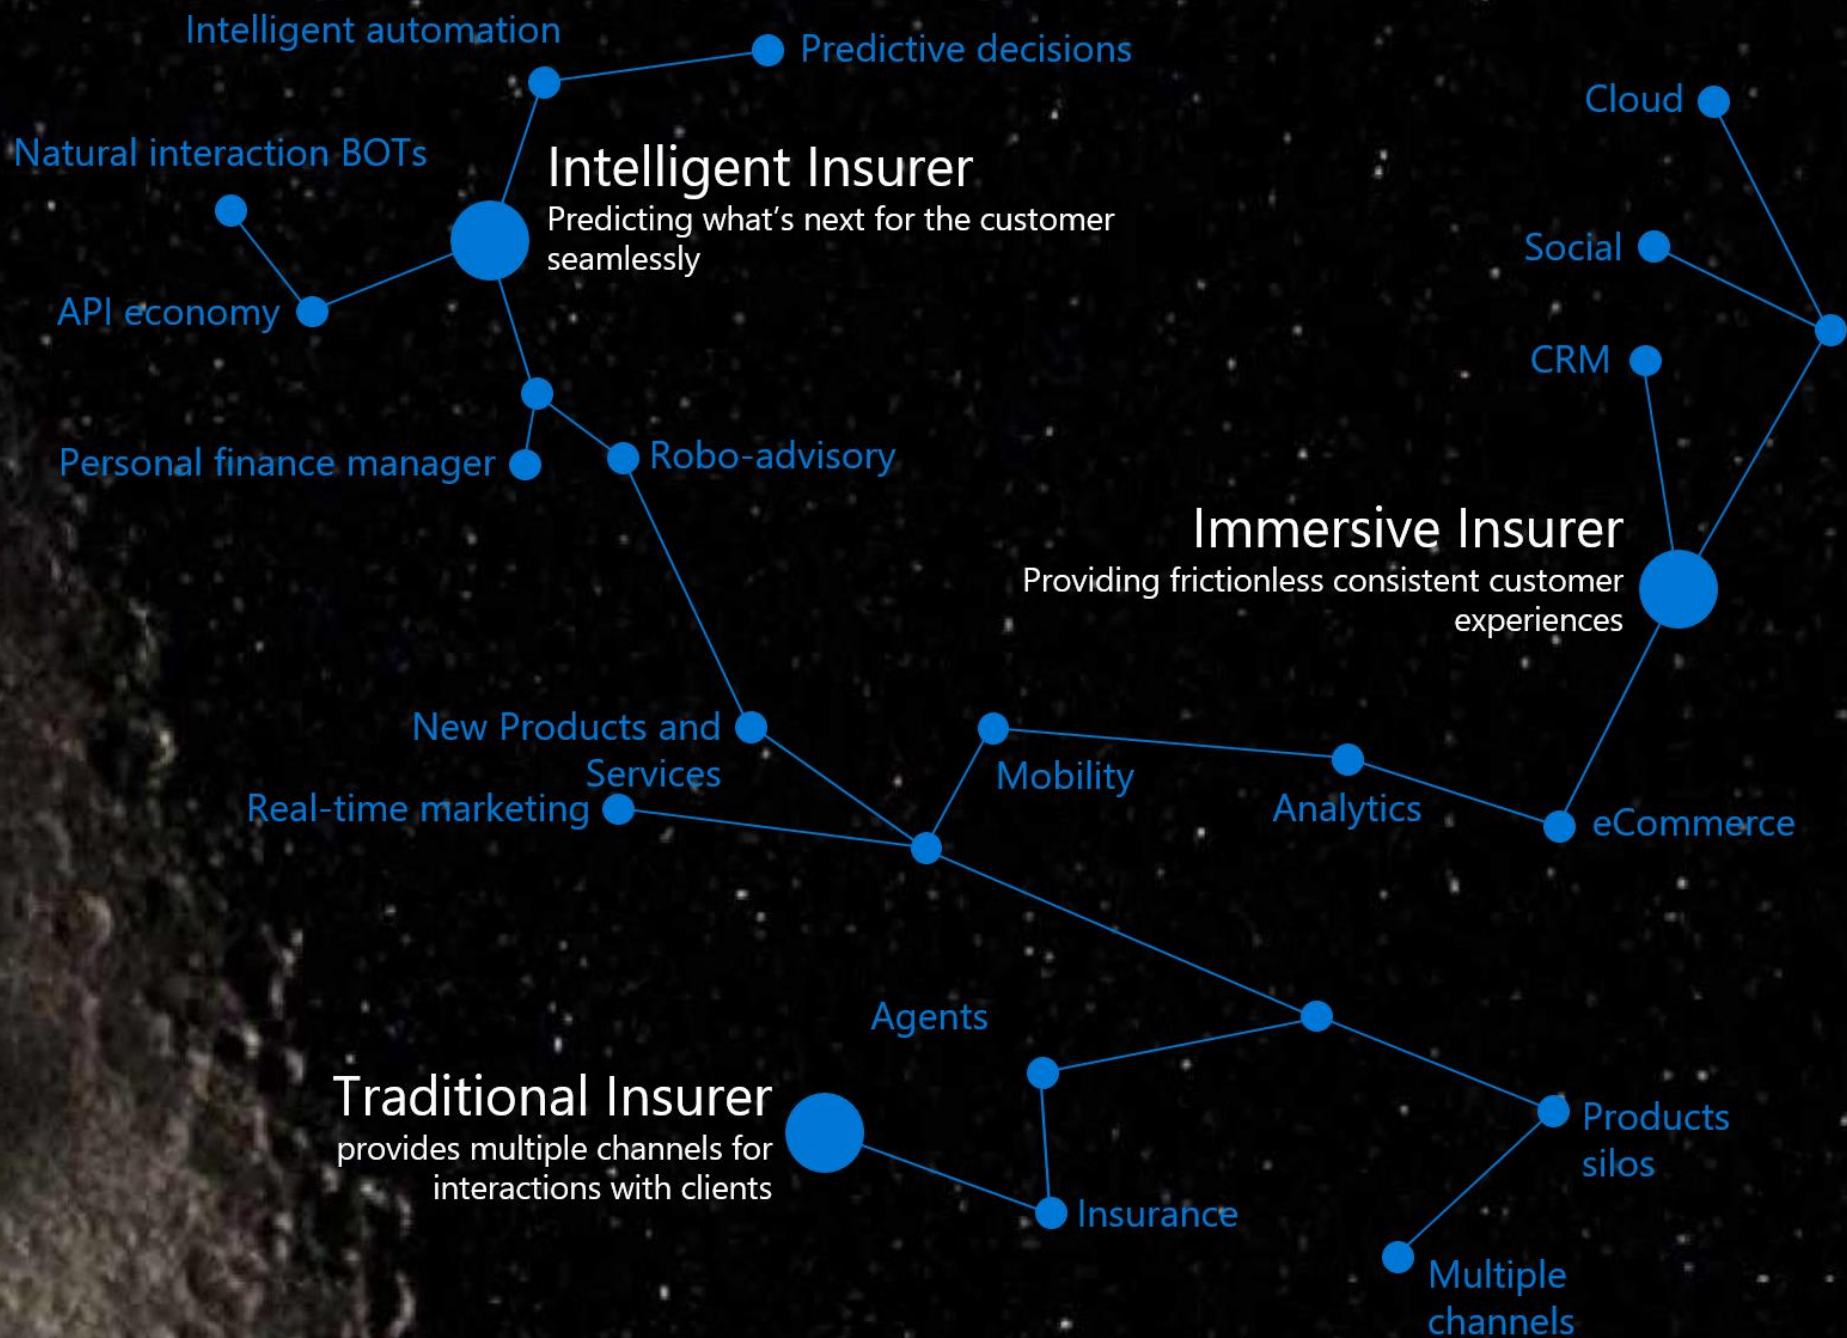 Intelligent automation
Predictive decisions
Cloud
Natural interaction BOTs
Intelligent Insurer
Predicting what’s next for the customer
seamlessly
Social
API economy
CRM
Personal finance manager
Robo-advisory
Immersive Insurer
Providing frictionless consistent customer
experiences
New Products and
Services
Mobility
Real-time marketing
Analytics
eCommerce
Agents
Traditional Insurer
provides multiple channels for
interactions with clients
Products
silos
Insurance
Multiple
channels